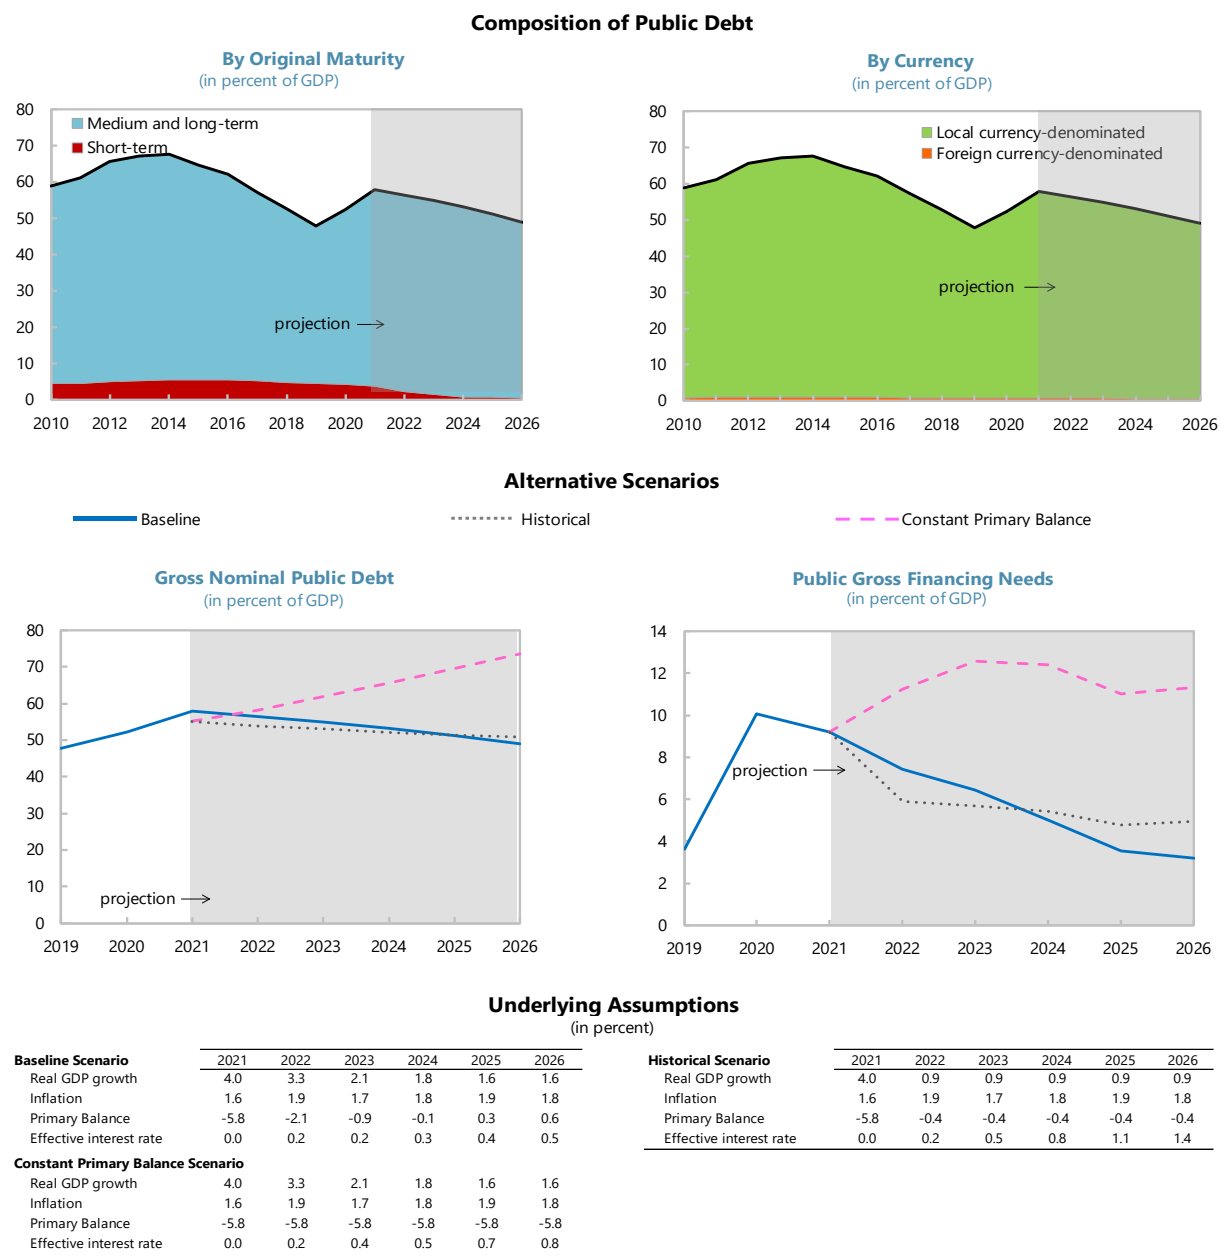 Composition of Public Debt
By Original Maturity
(in percent of GDP)
80
70
60
50
40
30
20
10
0
Medium and long-term
Short-term
projection
2010 2012 2014 2016 2018 2020 2022 2024 2026
By Currency
(in percent of GDP)
80
70
60
50
40
30
20
10
0
Local currency-denominated
Foreign currency-denominated
projection
2010 2012 2014 2016 2018 2020 2022 2024 2026
Alternative Scenarios
Baseline Historical Constant Primary Balance
Gross Nominal Public Debt
(in percent of GDP)
80
70
60
50
40
30
20
10
0
projection
2019 2020 2021 2022 2023 2024 2025 2026
Public Gross Financing Needs
(in percent of GDP)
14
12
10
8
6
4
2
0
projection
2019 2020 2021 2022 2023 2024 2025 2026
Underlying Assumptions
(in percent)
Baseline Scenario 2021 2022 2023 2024 2025 2026
Real GDP growth 4.0 3.3 2.1 1.8 1.6 1.6
Inflation 1.6 1.9 1.7 1.8 1.9 1.8
Primary Balance -5.8 -2.1 -0.9 -0.1 0.3 0.6
Effective interest rate 0.0 0.2 0.2 0.3 0.4 0.5
Constant Primary Balance Scenario
Real GDP growth 4.0 3.3 2.1 1.8 1.6 1.6
Inflation 1.6 1.9 1.7 1.8 1.9 1.8
Primary Balance -5.8 -5.8 -5.8 -5.8 -5.8 -5.8
Effective interest rate 0.0 0.2 0.4 0.5 0.7 0.8
Historical Scenario 2021 2022 2023 2024 2025 2026
Real GDP growth 4.0 0.9 0.9 0.9 0.9 0.9
Inflation 1.6 1.9 1.7 1.8 1.9 1.8
Primary Balance -5.8 -0.4 -0.4 -0.4 -0.4 -0.4
Effective interest rate 0.0 0.2 0.5 0.8 1.1 1.4